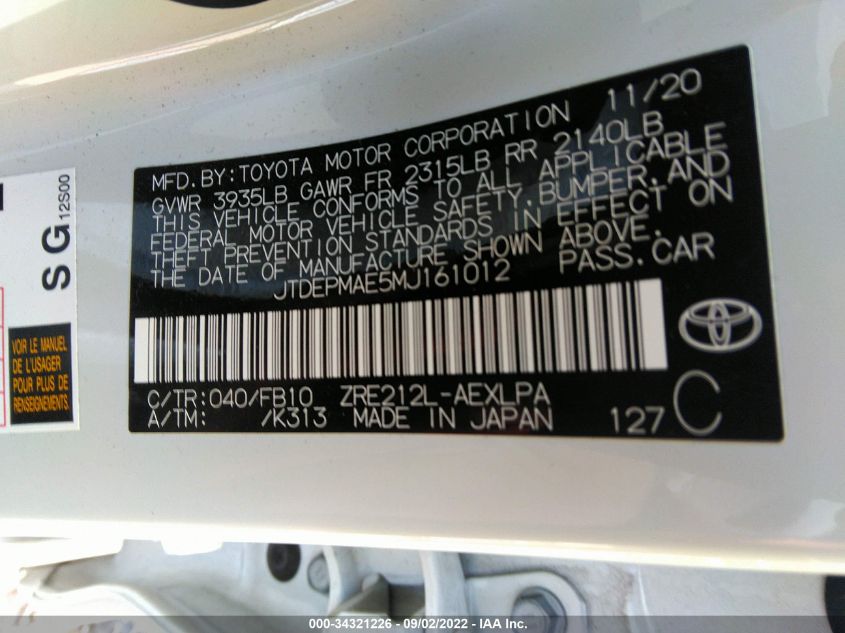 MFD.BY:TOYOTA MOTOR CORPORATION 11/20
GVWR 3935LB GAWR FR 2315LB RR 2140LB
THIS VEHICLE CONFORMS TO ALL APPLICABLE
FEDERAL MOTOR VEHICLE SAFETY,BUMPER,AND
THEFT PREVENTION STANDARDS IN EFFECT ON
THE DATE OF MANUFACTURE SHOWN ABOVE.
JTDEPMAE5MJ161012 PASS.CAR
C/TR:040/FB10 ZRE212L-AEXLPA
A/TM: /K313 MADE IN JAPAN 127 C
SG 12S00
VOIR LE MANUEL
DE L'USAGER
POUR PLUS DE
RENSEIGNEMENTS.
000-34321226 - 09/02/2022 - IAA Inc.